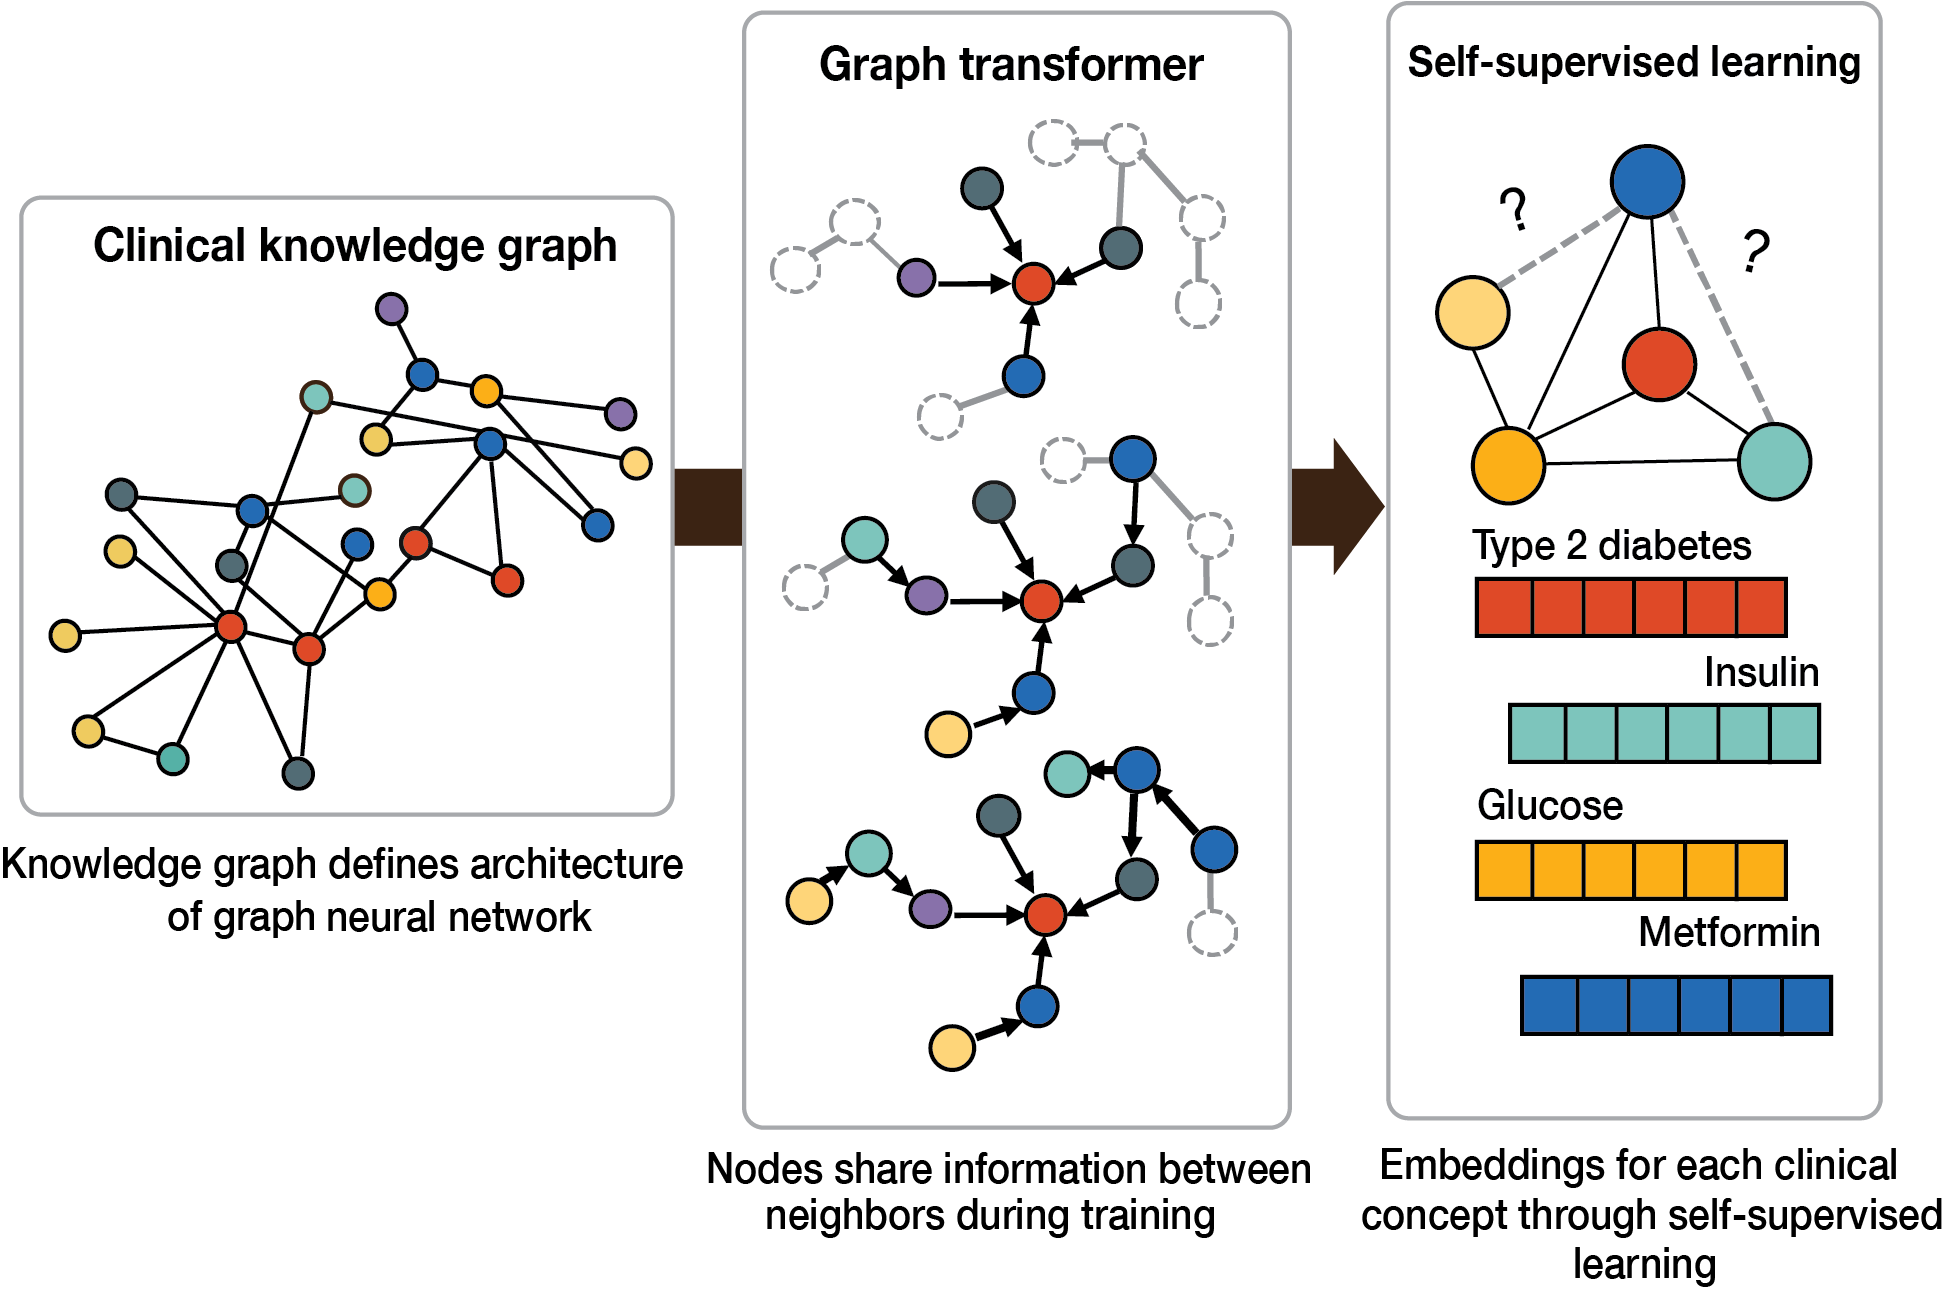 Clinical knowledge graph
Knowledge graph defines architecture
of graph neural network
Graph transformer
Nodes share information between
neighbors during training
Self-supervised learning
?
?
Type 2 diabetes
Insulin
Glucose
Metformin
Embeddings for each clinical
concept through self-supervised
learning